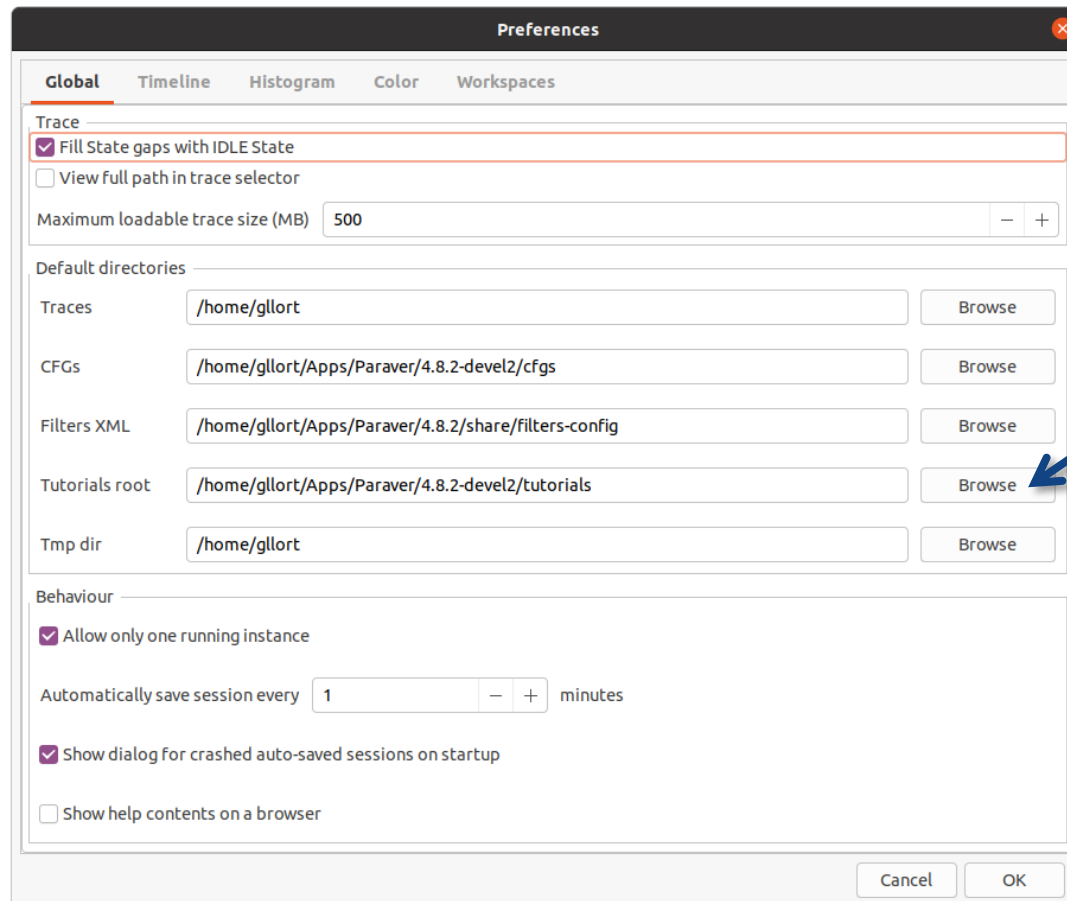 Preferences
Global Timeline Histogram Color Workspaces
Trace
Fill State gaps with IDLE State
View full path in trace selector
Maximum loadable trace size (MB) 500 − +
Default directories
Traces /home/gllort Browse
CFGs /home/gllort/Apps/Paraver/4.8.2-devel2/cfgs Browse
Filters XML /home/gllort/Apps/Paraver/4.8.2/share/filters-config Browse
Tutorials root /home/gllort/Apps/Paraver/4.8.2-devel2/tutorials Browse
Tmp dir /home/gllort Browse
Behaviour
Allow only one running instance
Automatically save session every 1 − + minutes
Show dialog for crashed auto-saved sessions on startup
Show help contents on a browser
Cancel OK